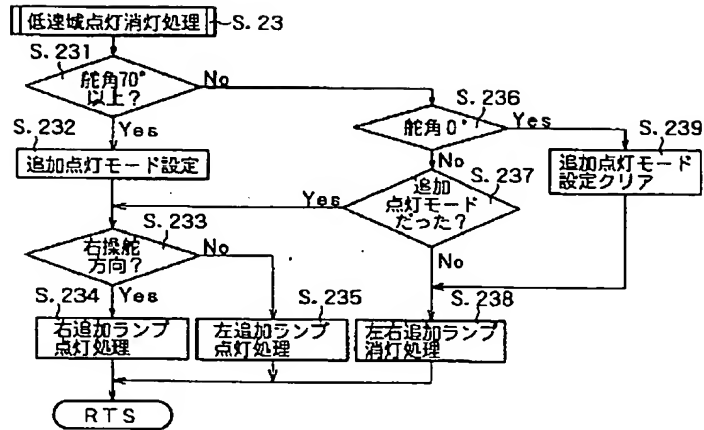 低速域点灯消灯処理
S.23
S.231
舵角70°
以上?
No
Yes
S.232
追加点灯モード設定
S.236
舵角0°
Yes
No
S.239
追加点灯モード
設定クリア
S.237
追加
点灯モード
だった?
Yes
No
S.233
右操舵
方向?
No
Yes
S.234
右追加ランプ
点灯処理
S.235
左追加ランプ
点灯処理
S.238
左右追加ランプ
消灯処理
RTS